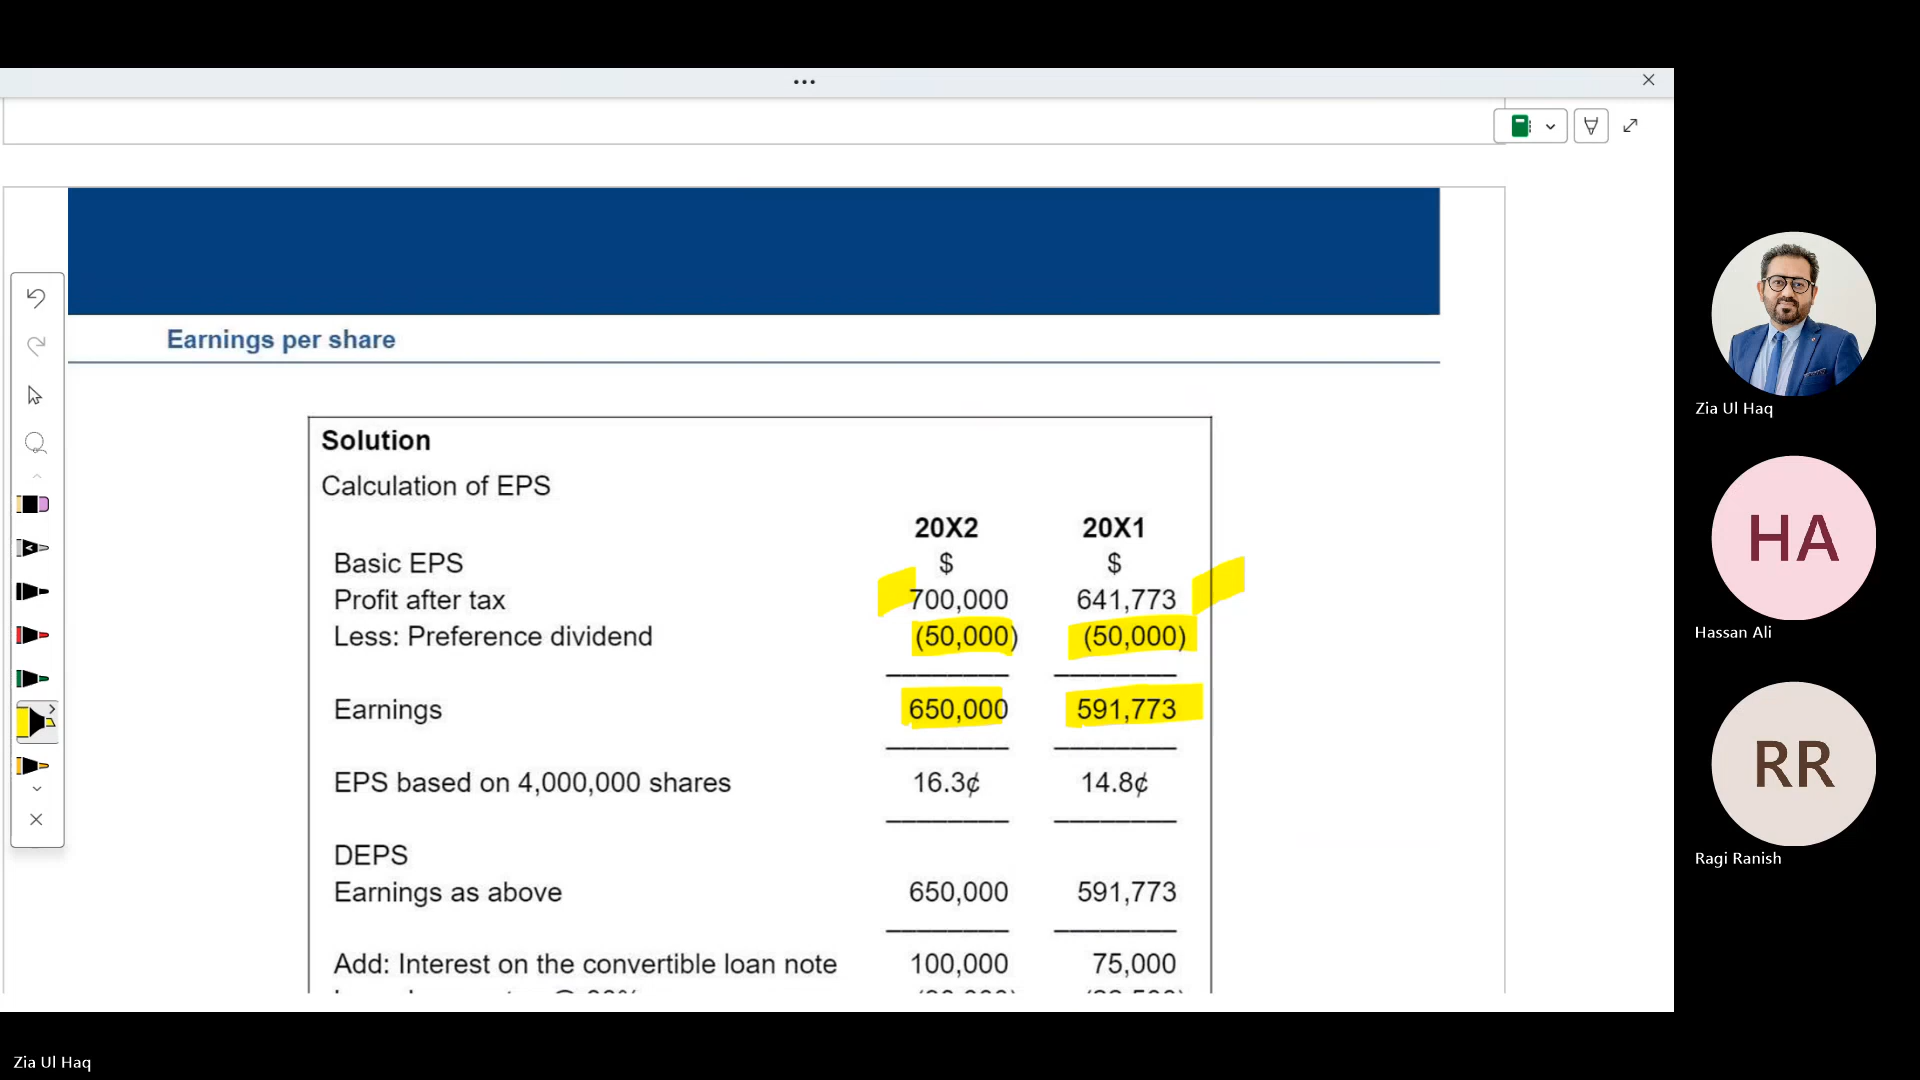 Earnings per share
Solution
Calculation of EPS
20X2 20X1
Basic EPS $ $
Profit after tax 700,000 641,773
Less: Preference dividend (50,000) (50,000)
Earnings 650,000 591,773
EPS based on 4,000,000 shares 16.3¢ 14.8¢
DEPS
Earnings as above 650,000 591,773
Add: Interest on the convertible loan note 100,000 75,000
Zia Ul Haq
HA
Hassan Ali
RR
Ragi Ranish
Zia Ul Haq